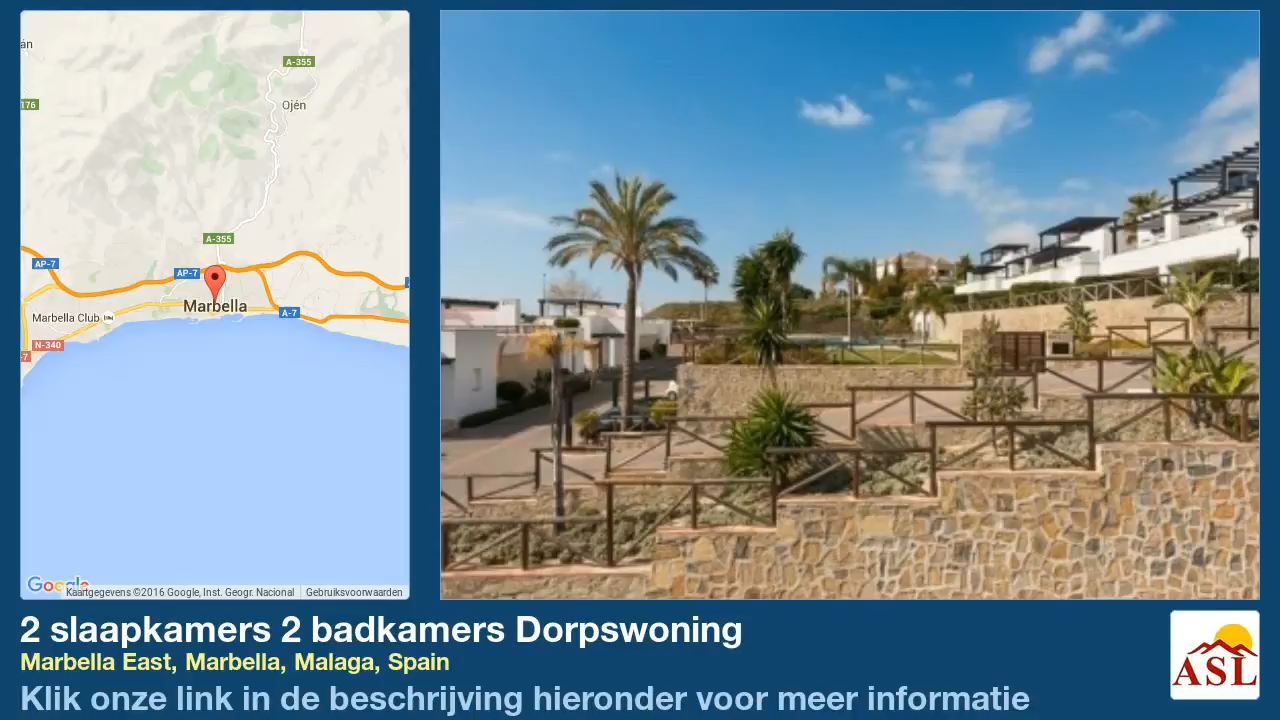 án
A-355
176
Ojén
A-355
AP-7
AP-7
Marbella
A-7
Marbella Club
N-340
-7
Google
Kaartgegevens ©2016 Google, Inst. Geogr. Nacional
Gebruiksvoorwaarden
2 slaapkamers 2 badkamers Dorpswoning
Marbella East, Marbella, Malaga, Spain
Klik onze link in de beschrijving hieronder voor meer informatie
ASL